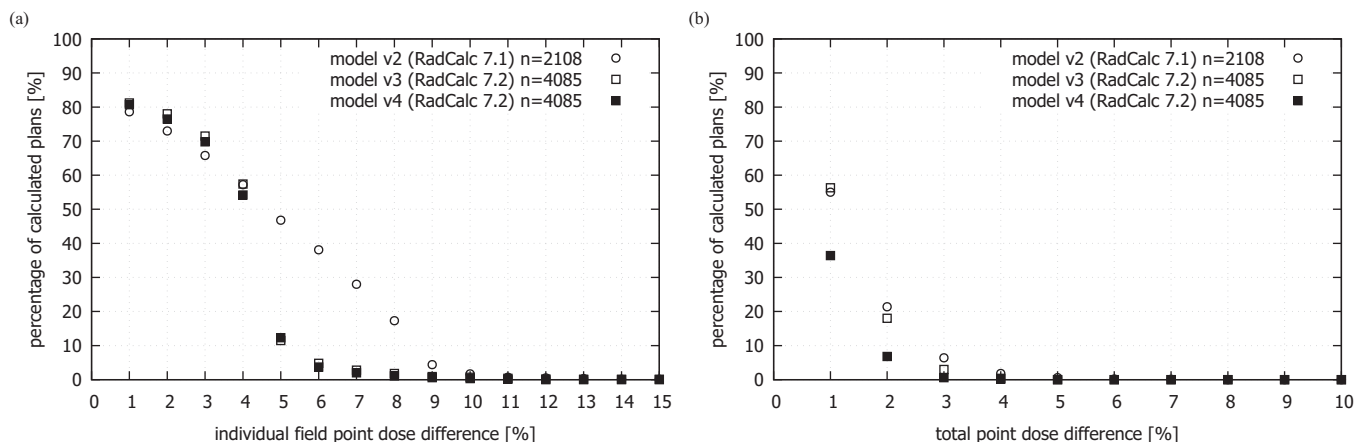 (a)
percentage of calculated plans [%]
100
90
80
70
60
50
40
30
20
10
0
model v2 (RadCalc 7.1) n=2108
model v3 (RadCalc 7.2) n=4085
model v4 (RadCalc 7.2) n=4085
0 1 2 3 4 5 6 7 8 9 10 11 12 13 14 15
individual field point dose difference [%]
(b)
percentage of calculated plans [%]
100
90
80
70
60
50
40
30
20
10
0
model v2 (RadCalc 7.1) n=2108
model v3 (RadCalc 7.2) n=4085
model v4 (RadCalc 7.2) n=4085
0 1 2 3 4 5 6 7 8 9 10
total point dose difference [%]